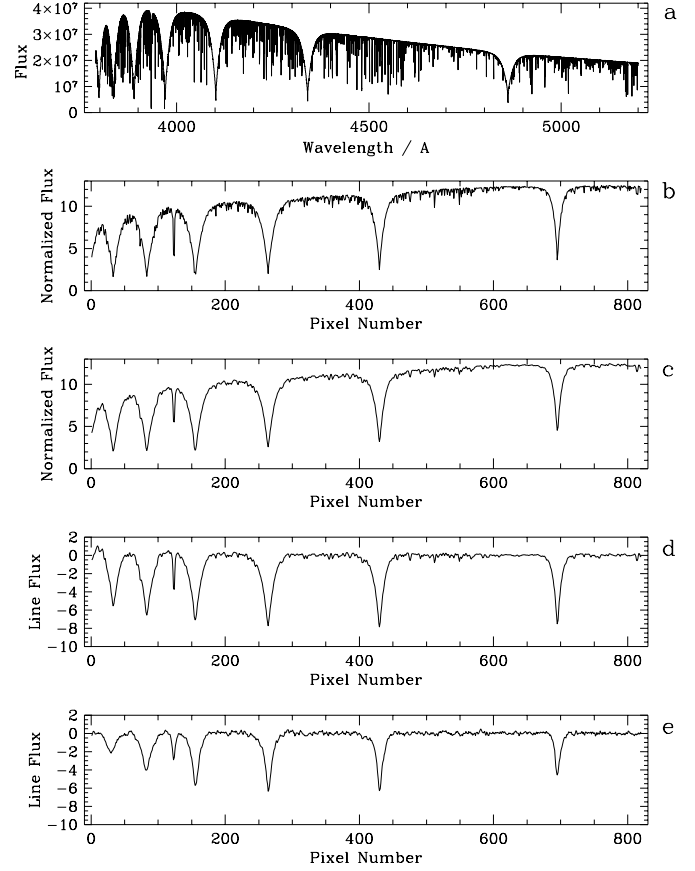 a
4×10⁷
3×10⁷
2×10⁷
10⁷
0
Flux
4000 4500 5000
Wavelength / A
b
10
5
0
Normalized Flux
0 200 400 600 800
Pixel Number
c
10
5
0
Normalized Flux
0 200 400 600 800
Pixel Number
d
2
0
−2
−4
−6
−8
−10
Line Flux
0 200 400 600 800
Pixel Number
e
2
0
−2
−4
−6
−8
−10
Line Flux
0 200 400 600 800
Pixel Number